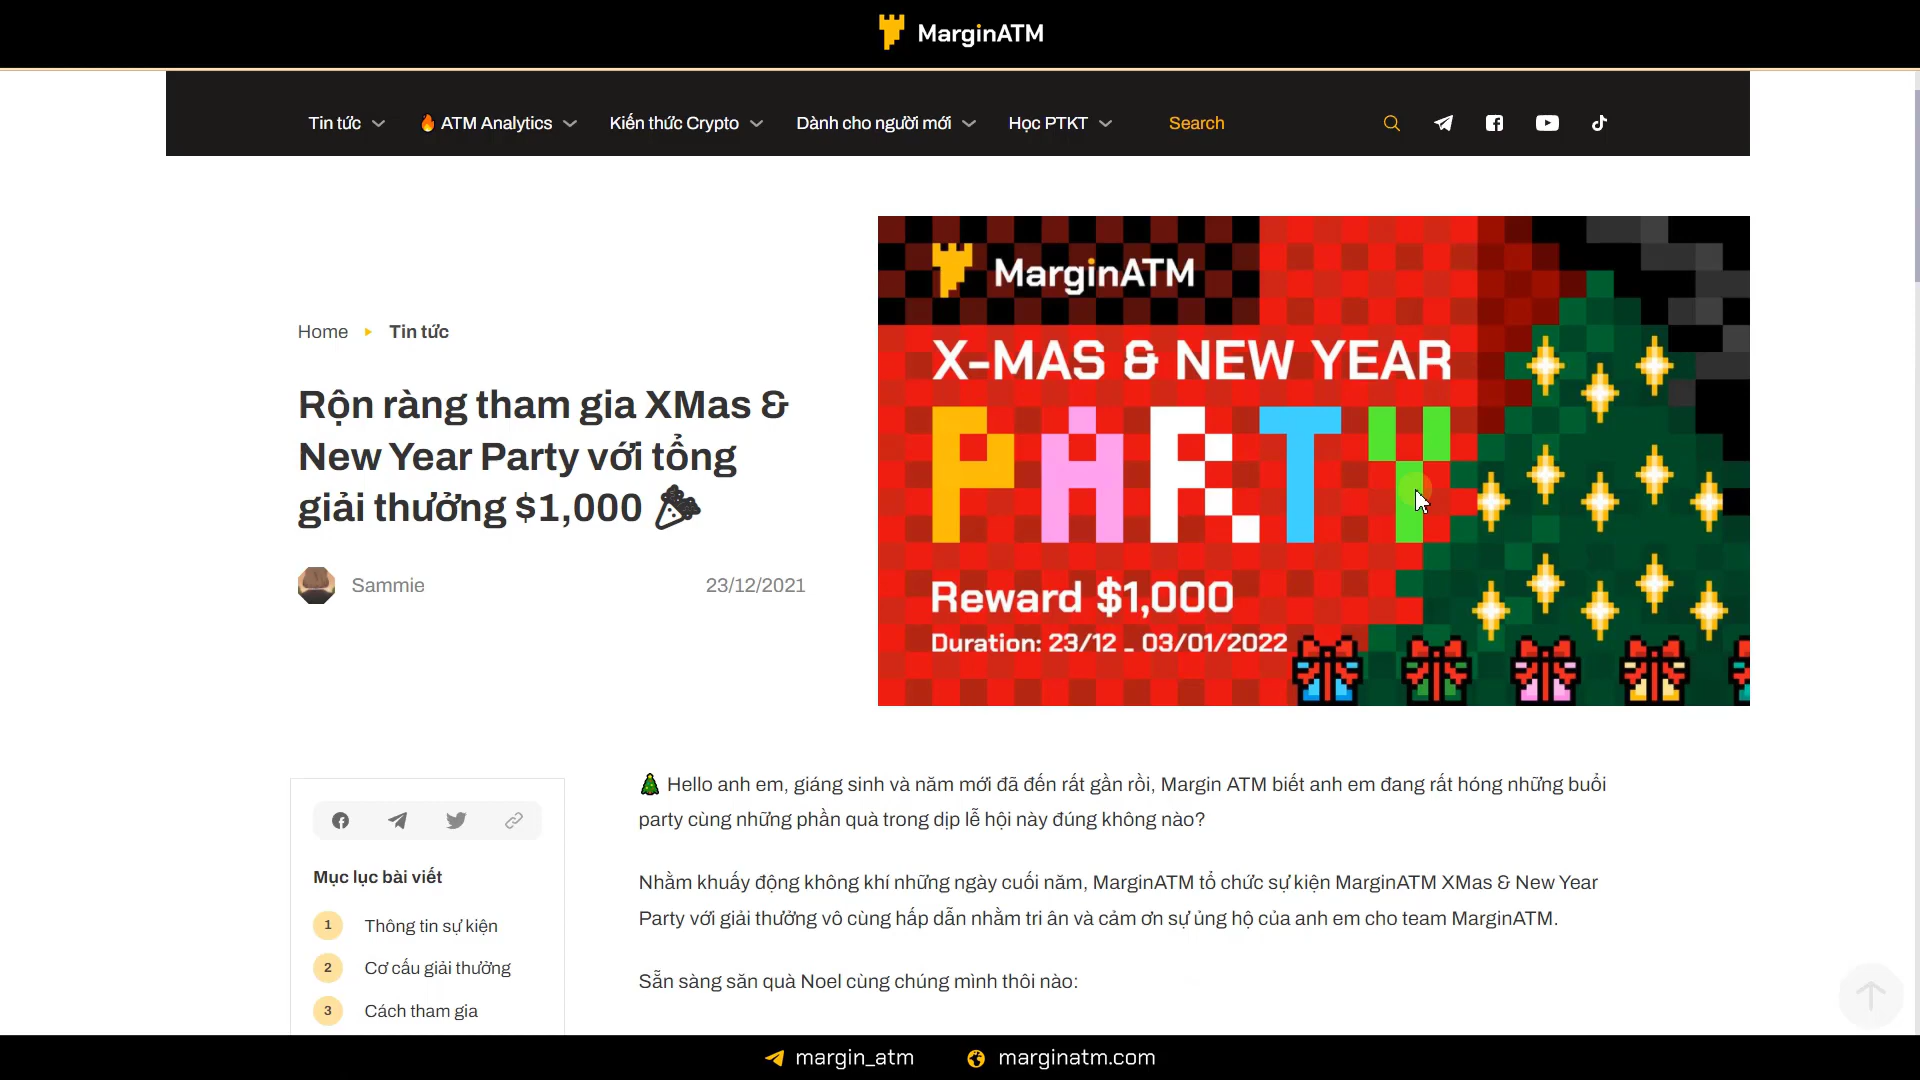 MarginATM
Tin tức
🔥 ATM Analytics
Kiến thức Crypto
Dành cho người mới
Học PTKT
Search
Home
Tin tức
Rộn ràng tham gia XMas &
New Year Party với tổng
giải thưởng $1,000 🎉
Sammie
23/12/2021
MarginATM
X-MAS & NEW YEAR
PARTY
Reward $1,000
Duration: 23/12 - 03/01/2022
Mục lục bài viết
1 Thông tin sự kiện
2 Cơ cấu giải thưởng
3 Cách tham gia
🎄 Hello anh em, giáng sinh và năm mới đã đến rất gần rồi, Margin ATM biết anh em đang rất hóng những buổi
party cùng những phần quà trong dịp lễ hội này đúng không nào?
Nhằm khuấy động không khí những ngày cuối năm, MarginATM tổ chức sự kiện MarginATM XMas & New Year
Party với giải thưởng vô cùng hấp dẫn nhằm tri ân và cảm ơn sự ủng hộ của anh em cho team MarginATM.
Sẵn sàng săn quà Noel cùng chúng mình thôi nào:
margin_atm
marginatm.com